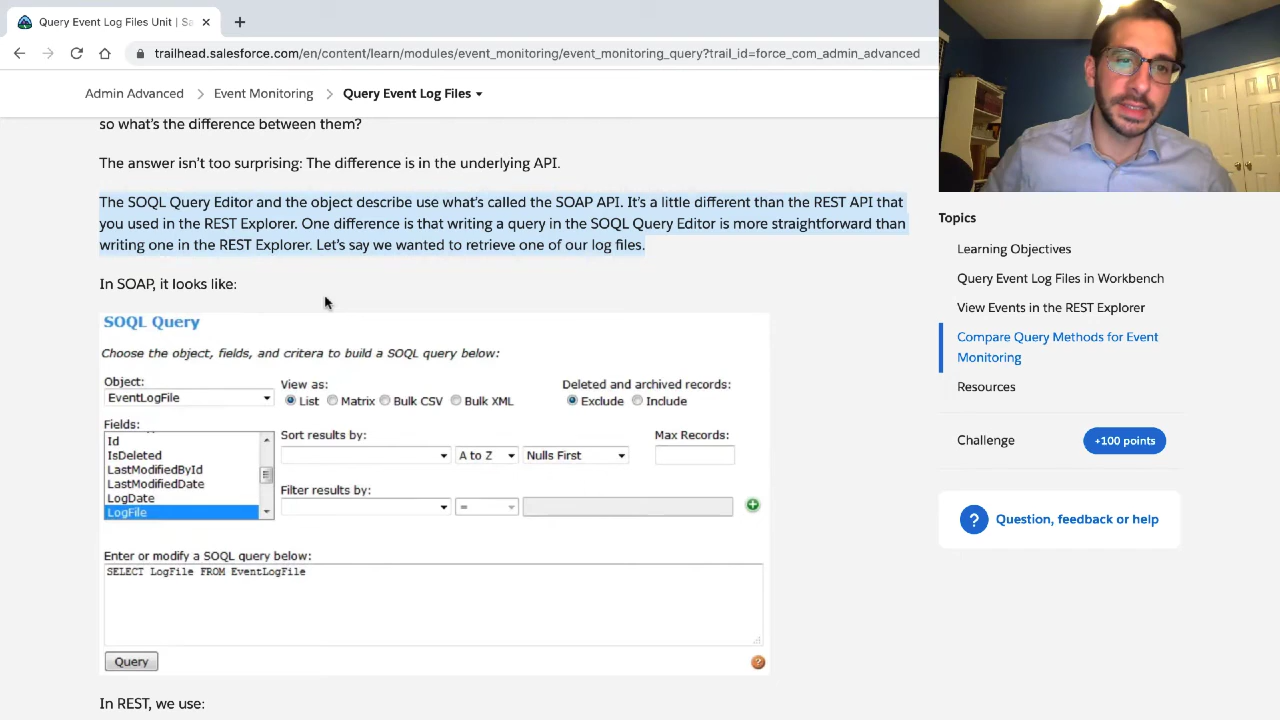 Query Event Log Files Unit | Sa
trailhead.salesforce.com/en/content/learn/modules/event_monitoring/event_monitoring_query?trail_id=force_com_admin_advanced
Admin Advanced > Event Monitoring > Query Event Log Files
so what's the difference between them?
The answer isn't too surprising: The difference is in the underlying API.
The SOQL Query Editor and the object describe use what's called the SOAP API. It's a little different than the REST API that
you used in the REST Explorer. One difference is that writing a query in the SOQL Query Editor is more straightforward than
writing one in the REST Explorer. Let's say we wanted to retrieve one of our log files.
In SOAP, it looks like:
SOQL Query
Choose the object, fields, and critera to build a SOQL query below:
Object:
EventLogFile
View as:
List Matrix Bulk CSV Bulk XML
Deleted and archived records:
Exclude Include
Fields:
Id
IsDeleted
LastModifiedById
LastModifiedDate
LogDate
LogFile
Sort results by:
A to Z
Nulls First
Max Records:
Filter results by:
=
Enter or modify a SOQL query below:
SELECT LogFile FROM EventLogFile
Query
?
In REST, we use:
Topics
Learning Objectives
Query Event Log Files in Workbench
View Events in the REST Explorer
Compare Query Methods for Event
Monitoring
Resources
Challenge
+100 points
? Question, feedback or help